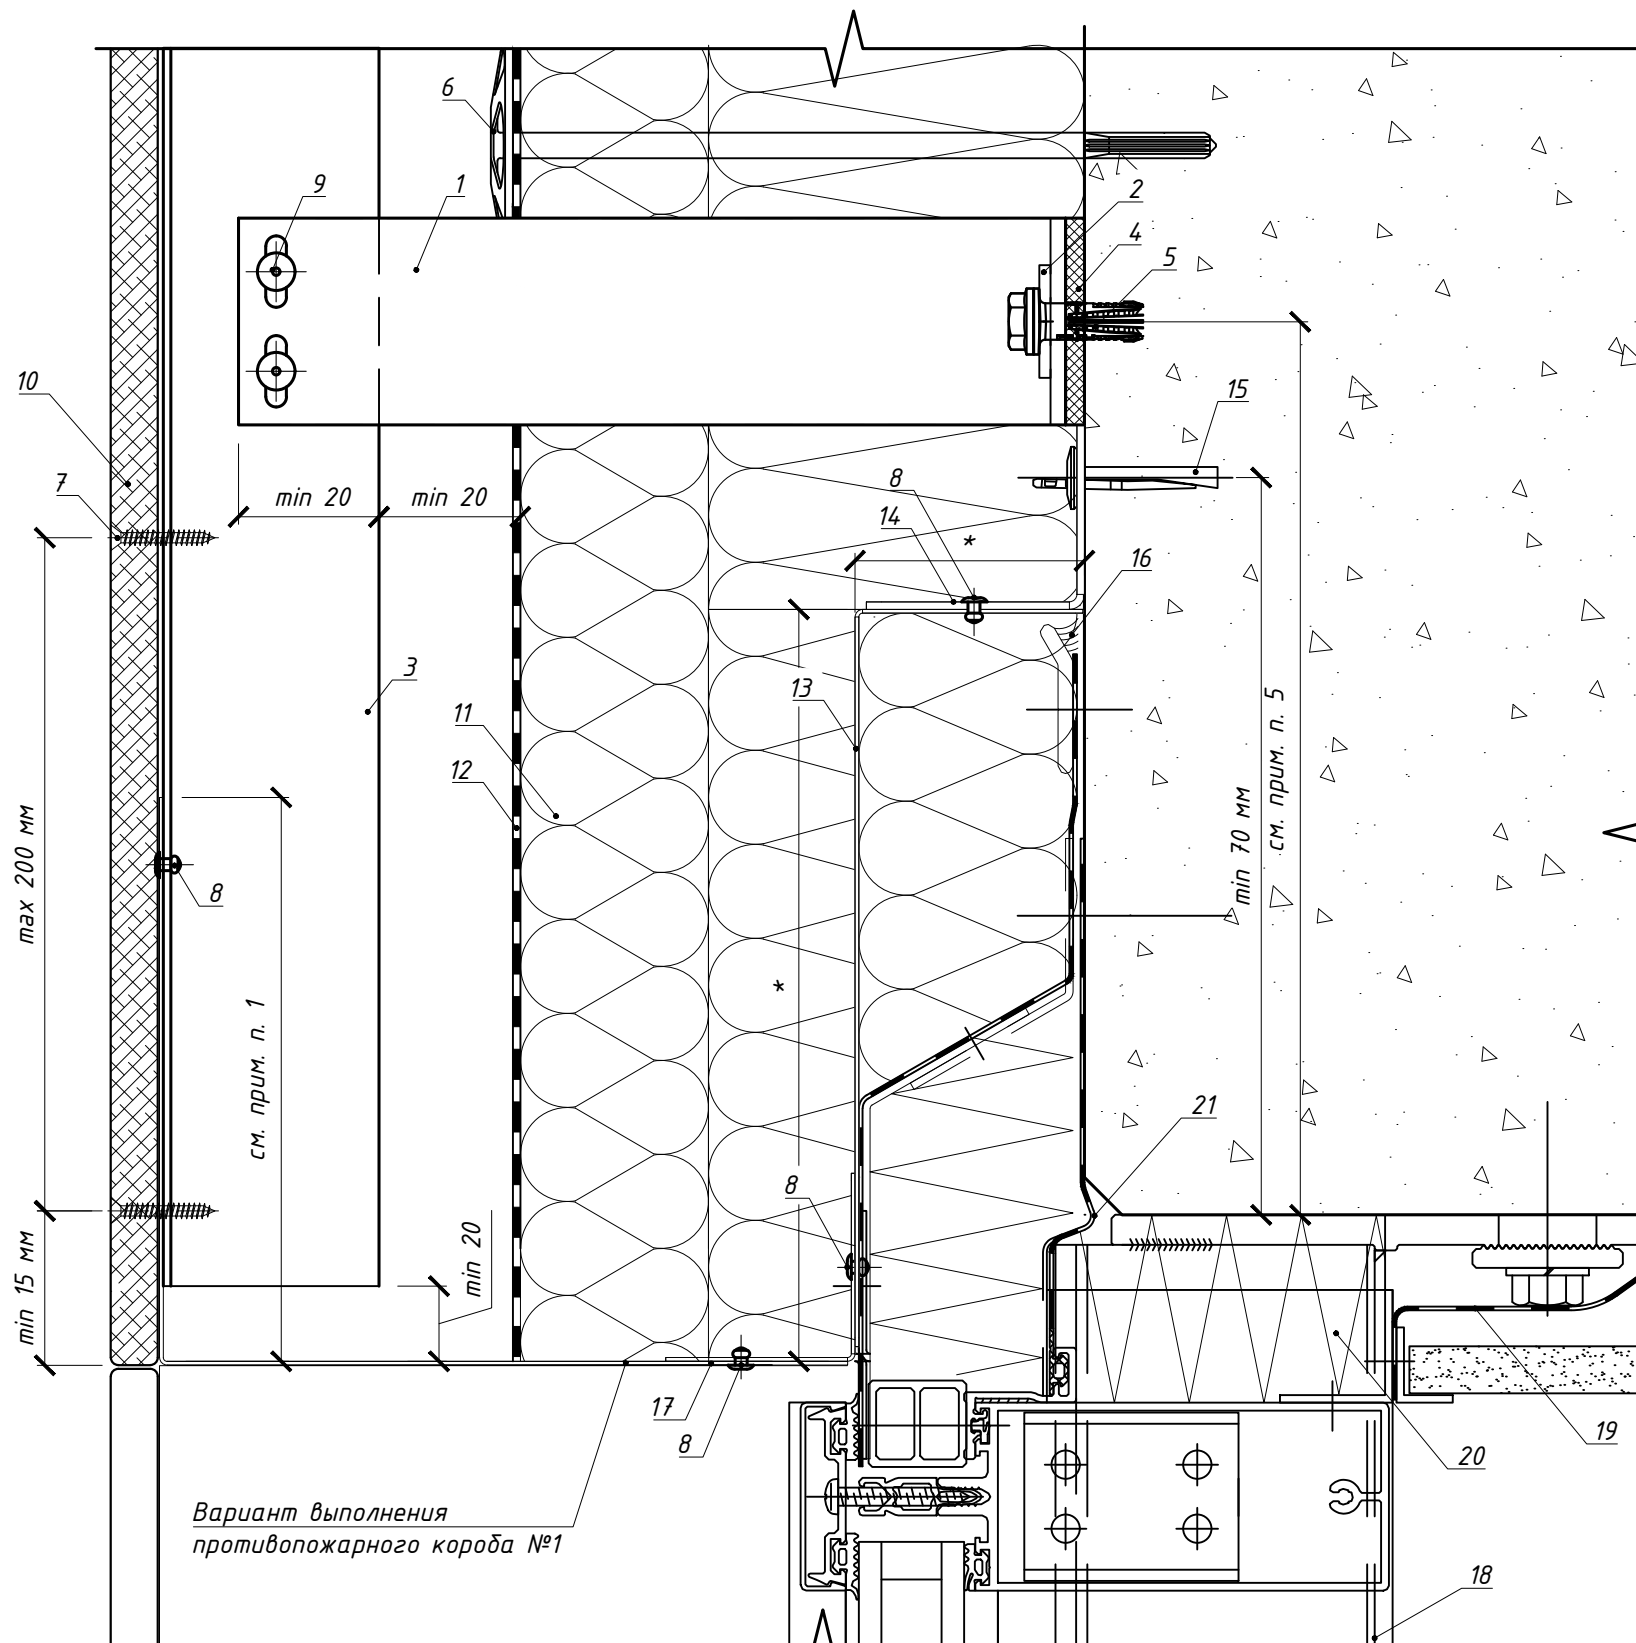 6
9
1
2
4
5
10
15
7
min 20
min 20
8
14
*
16
3
13
11
12
см. прим. п. 5
min 70 мм
max 200 мм
8
*
см. прим. п. 1
21
8
min 20
min 15 мм
17
8
19
20
Вариант выполнения
противопожарного короба №1
18